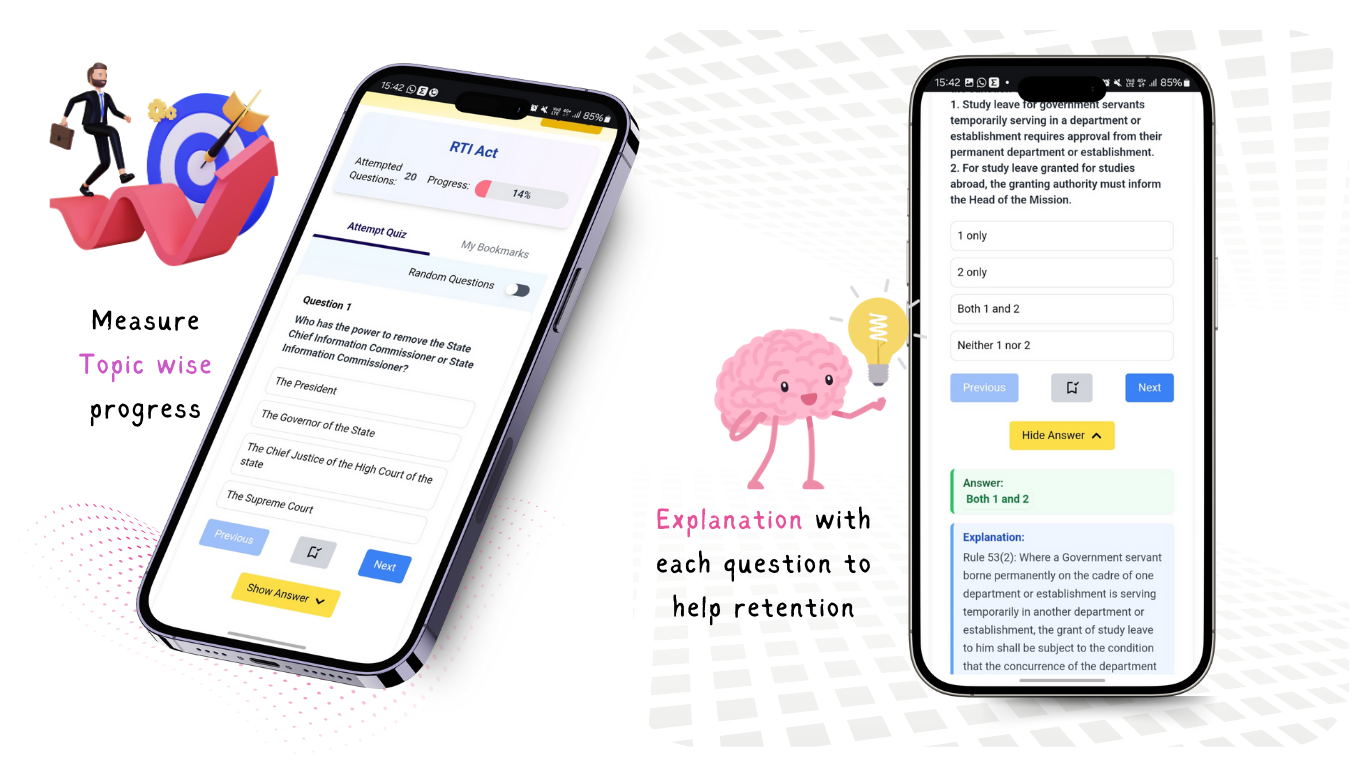 15:42
85%
RTI Act
Attempted
Questions:
20
Progress:
14%
Attempt Quiz
My Bookmarks
Random Questions
Question 1
Who has the power to remove the State
Chief Information Commissioner or State
Information Commissioner?
The President
The Governor of the State
The Chief Justice of the High Court of the
state
The Supreme Court
Previous
Next
Show Answer
Measure
Topic wise
progress
Explanation with
each question to
help retention
15:42
85%
1. Study leave for government servants
temporarily serving in a department or
establishment requires approval from their
permanent department or establishment.
2. For study leave granted for studies
abroad, the granting authority must inform
the Head of the Mission.
1 only
2 only
Both 1 and 2
Neither 1 nor 2
Previous
Next
Hide Answer
Answer:
Both 1 and 2
Explanation:
Rule 53(2): Where a Government servant
borne permanently on the cadre of one
department or establishment is serving
temporarily in another department or
establishment, the grant of study leave
to him shall be subject to the condition
that the concurrence of the department